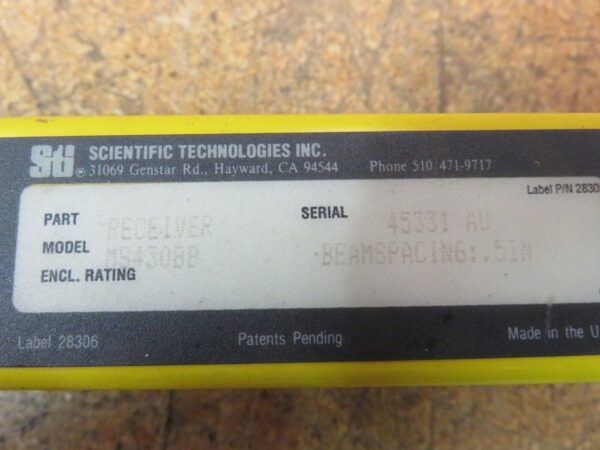 STI® SCIENTIFIC TECHNOLOGIES INC.
31069 Genstar Rd., Hayward, CA 94544 Phone 510 471-9717
Label P/N 2830
PART RECEIVER SERIAL 45331 AU
MODEL MS430BB BEAMSPACING:.5IN
ENCL. RATING
Label 28306 Patents Pending Made in the U